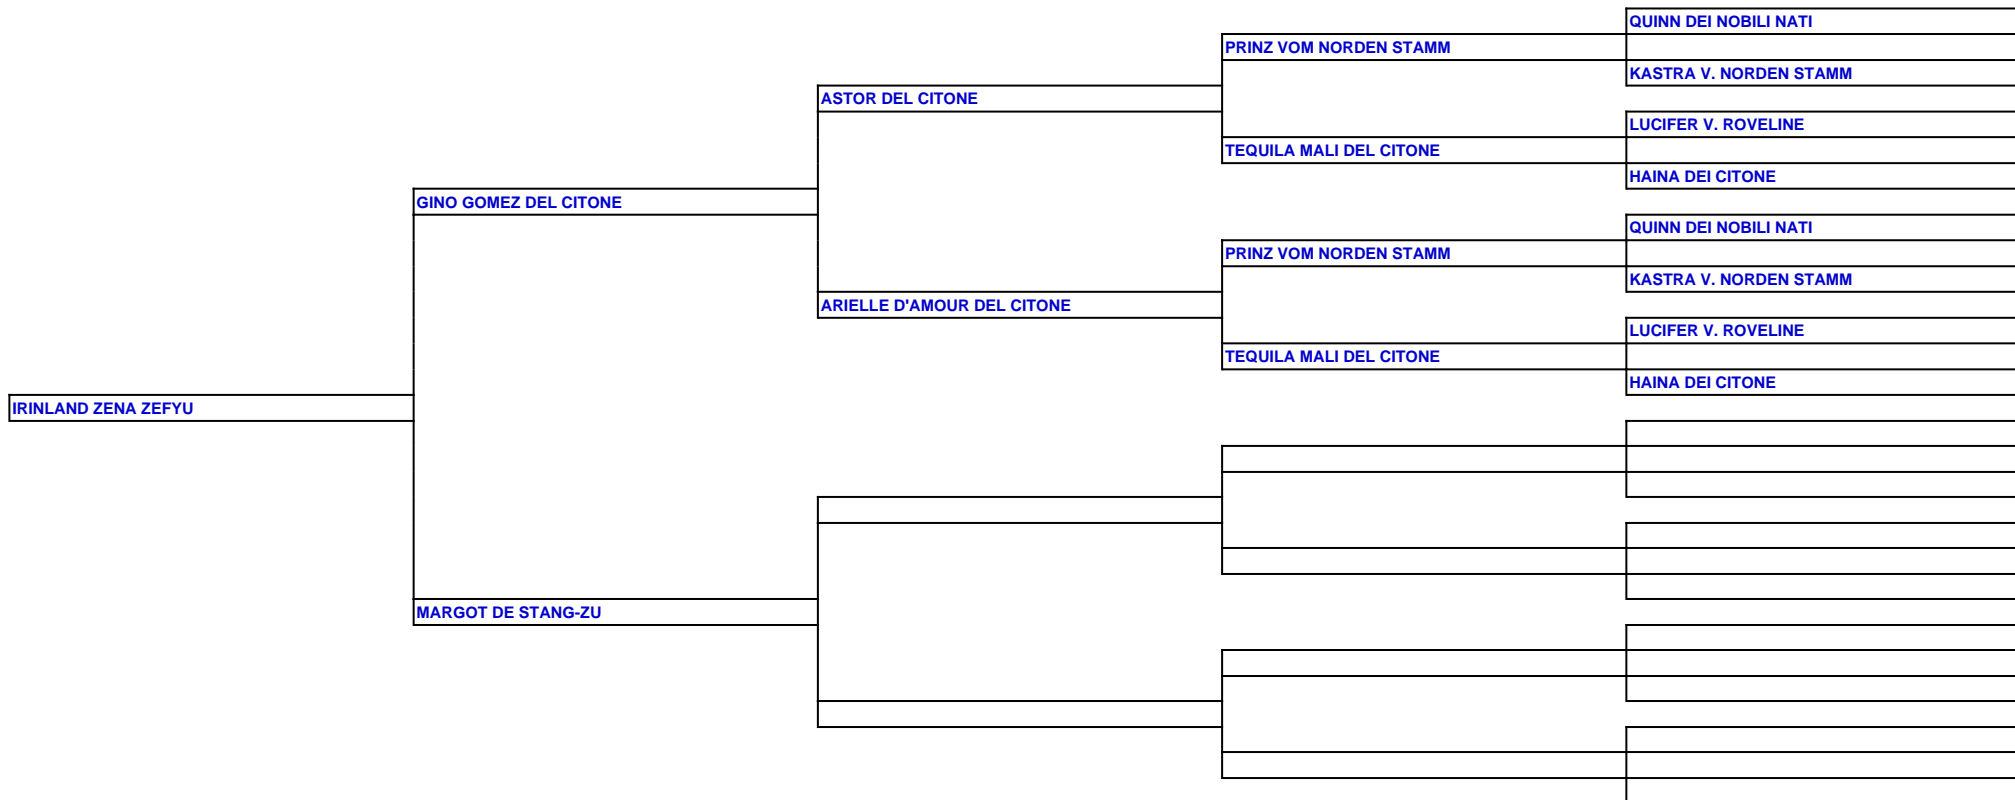 QUINN DEI NOBILI NATI
PRINZ VOM NORDEN STAMM
KASTRA V. NORDEN STAMM
ASTOR DEL CITONE
LUCIFER V. ROVELINE
TEQUILA MALI DEL CITONE
HAINA DEI CITONE
GINO GOMEZ DEL CITONE
QUINN DEI NOBILI NATI
PRINZ VOM NORDEN STAMM
KASTRA V. NORDEN STAMM
ARIELLE D'AMOUR DEL CITONE
LUCIFER V. ROVELINE
TEQUILA MALI DEL CITONE
HAINA DEI CITONE
IRINLAND ZENA ZEFYU
MARGOT DE STANG-ZU